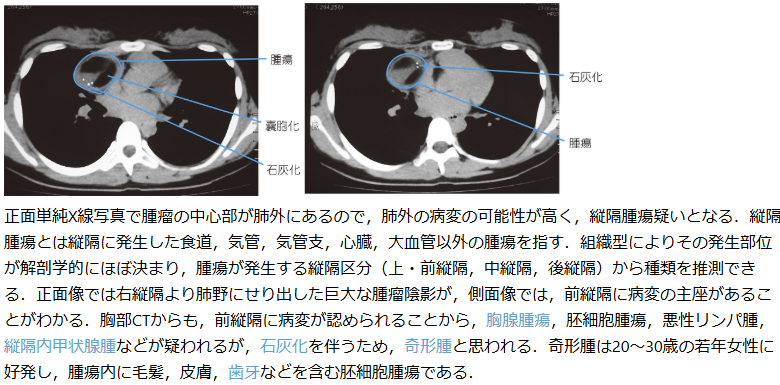 腫瘍
嚢胞化
石灰化
石灰化
腫瘍
正面単純X線写真で腫瘤の中心部が肺外にあるので，肺外の病変の可能性が高く，縦隔腫瘍疑いとなる．縦隔
腫瘍とは縦隔に発生した食道，気管，気管支，心臓，大血管以外の腫瘍を指す．組織型によりその発生部位
が解剖学的にほぼ決まり，腫瘍が発生する縦隔区分（上・前縦隔，中縦隔，後縦隔）から種類を推測でき
る．正面像では右縦隔より肺野にせり出した巨大な腫瘤陰影が，側面像では，前縦隔に病変の主座があるこ
とがわかる．胸部CTからも，前縦隔に病変が認められることから，胸腺腫瘍，胚細胞腫瘍，悪性リンパ腫，
縦隔内甲状腺腫などが疑われるが，石灰化を伴うため，奇形腫と思われる．奇形腫は20～30歳の若年女性に
好発し，腫瘍内に毛髪，皮膚，歯牙などを含む胚細胞腫瘍である．